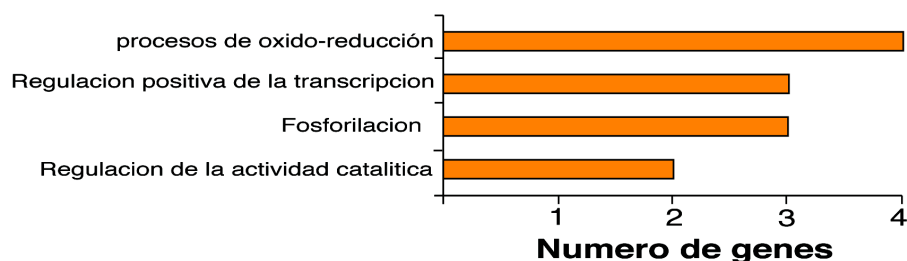 procesos de oxido-reducción
Regulacion positiva de la transcripcion
Fosforilacion
Regulacion de la actividad catalitica
1 2 3 4
Numero de genes